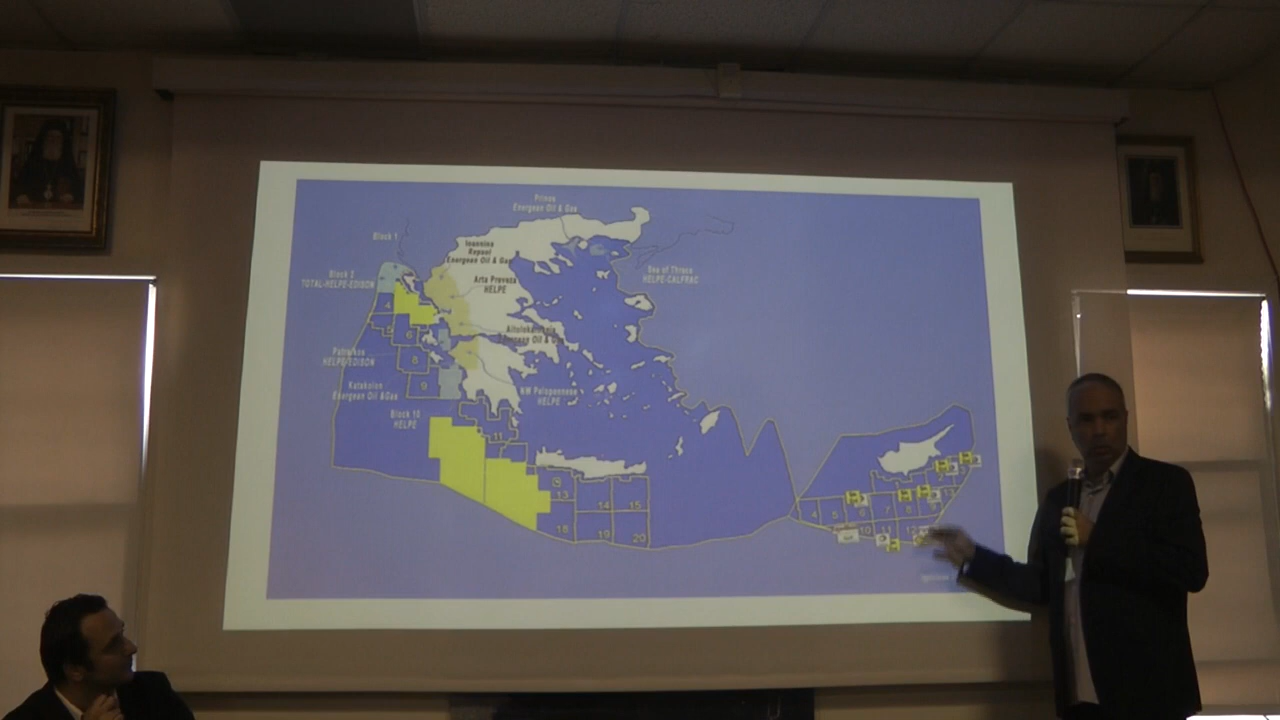 Prinos
Energean Oil & Gas
Block 1
Ioannina
Repsol
Energean Oil & Gas
Block 2
TOTAL-HELPE-EDISON
Arta Preveza
HELPE
Sea of Thrace
HELPE-CALFRAC
4
5
6
Aitoloakarnania
Energean Oil & Gas
Patraikos
HELPE/EDISON
8
Katakolon
Energean Oil &Gas
9
NW Peloponnese
HELPE
Block 10
HELPE
11
13
14
15
18
19
20
4
5
6
7
8
9
10
11
12
13